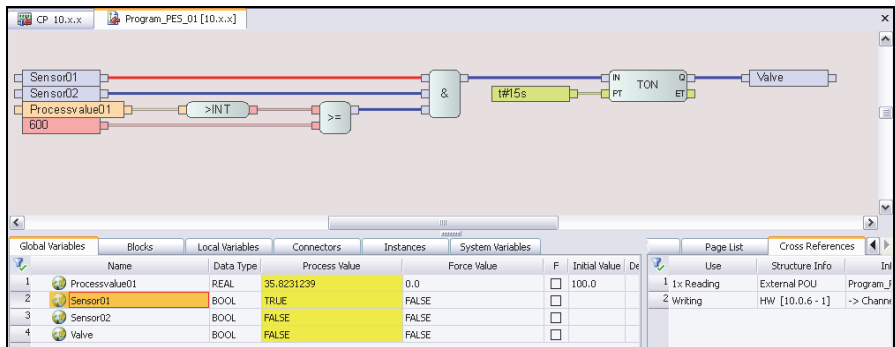 CP 10.x.x Program_PES_01 [10.x.x]
Sensor01
Sensor02
Processvalue01
600
>INT
>=
&
t#15s
IN Q
TON
PT ET
Valve
Global Variables Blocks Local Variables Connectors Instances System Variables
Name Data Type Process Value Force Value F Initial Value De
1 Processvalue01 REAL 35.8231239 0.0 100.0
2 Sensor01 BOOL TRUE FALSE
3 Sensor02 BOOL FALSE FALSE
4 Valve BOOL FALSE FALSE
Page List Cross References
Use Structure Info Inl
1 1x Reading External POU Program_F
2 Writing HW [10.0.6 - 1] -> Channe